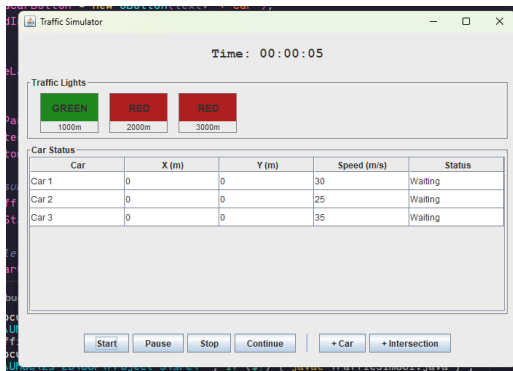 Traffic Simulator
Time: 00:00:05
Traffic Lights
GREEN RED RED
1000m 2000m 3000m
Car Status
Car X (m) Y (m) Speed (m/s) Status
Car 1 0 0 30 Waiting
Car 2 0 0 25 Waiting
Car 3 0 0 35 Waiting
Start Pause Stop Continue + Car + Intersection